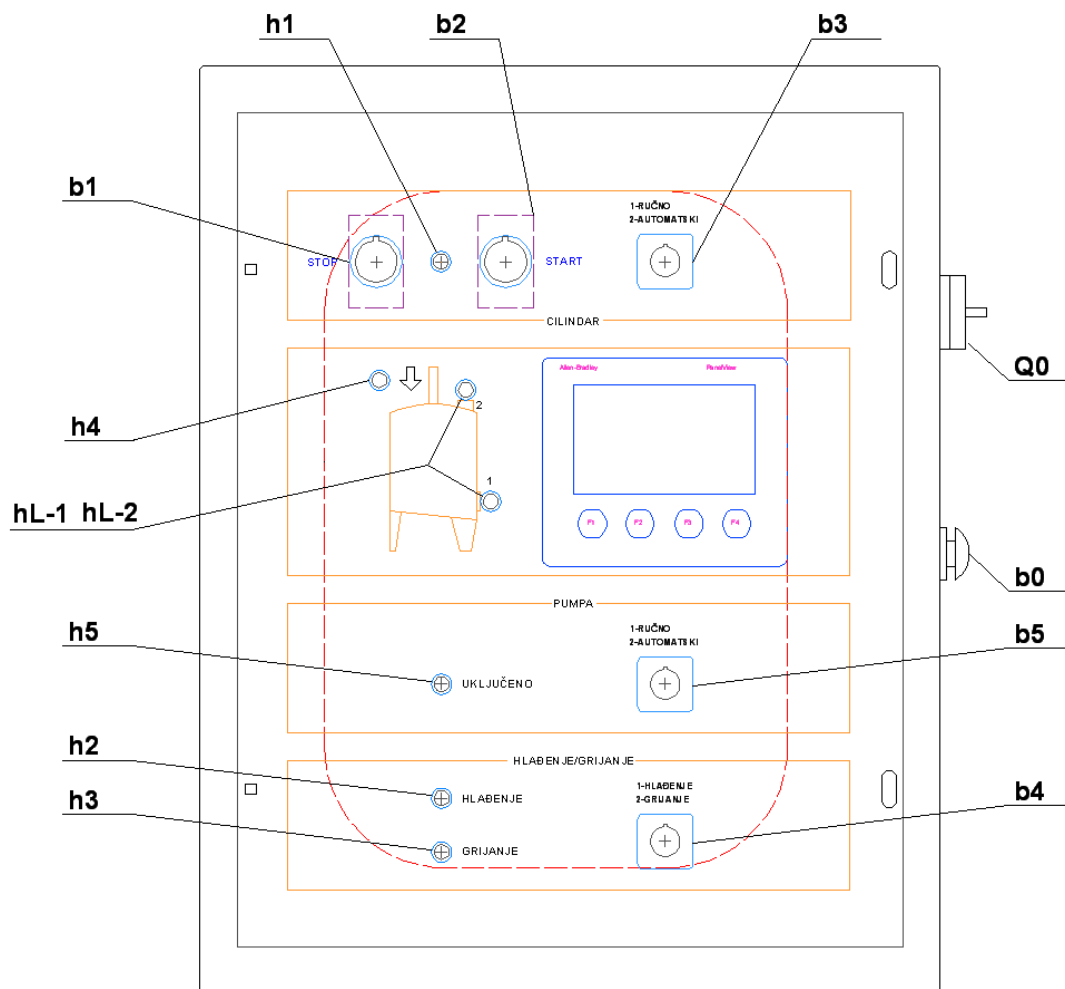 h1
b2
b3
b1
1-RUČNO
2-AUTOMATSKI
STOP
START
CILINDAR
Q0
Allen-Bradley
PanelView
h4
2
1
F1
F2
F3
F4
hL-1 hL-2
b0
PUMPA
h5
1-RUČNO
2-AUTOMATSKI
b5
UKLJUČENO
HLAĐENJE/GRIJANJE
h2
1-HLAĐENJE
2-GRIJANJE
b4
HLAĐENJE
h3
GRIJANJE